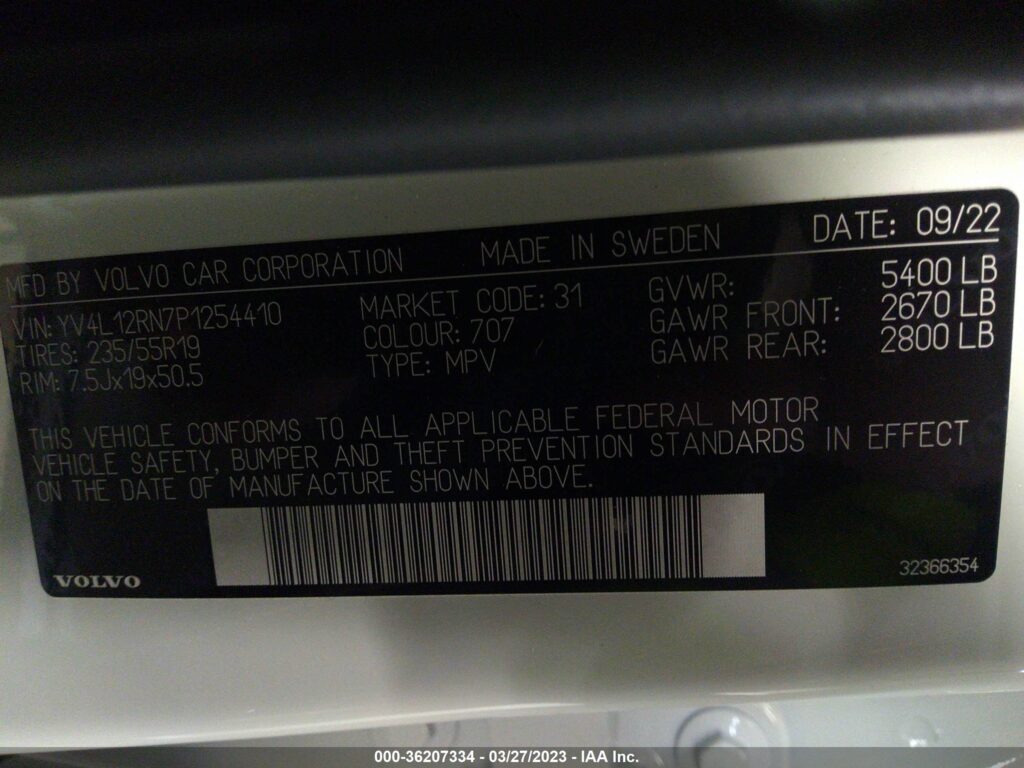 DATE: 09/22
MFD BY VOLVO CAR CORPORATION MADE IN SWEDEN
VIN: YV4L12RN7P1254410 MARKET CODE: 31 GVWR: 5400 LB
TIRES: 235/55R19 COLOUR: 707 GAWR FRONT: 2670 LB
RIM: 7.5Jx19x50.5 TYPE: MPV GAWR REAR: 2800 LB
THIS VEHICLE CONFORMS TO ALL APPLICABLE FEDERAL MOTOR
VEHICLE SAFETY, BUMPER AND THEFT PREVENTION STANDARDS IN EFFECT
ON THE DATE OF MANUFACTURE SHOWN ABOVE.
VOLVO 32366354
000-36207334 - 03/27/2023 - IAA Inc.